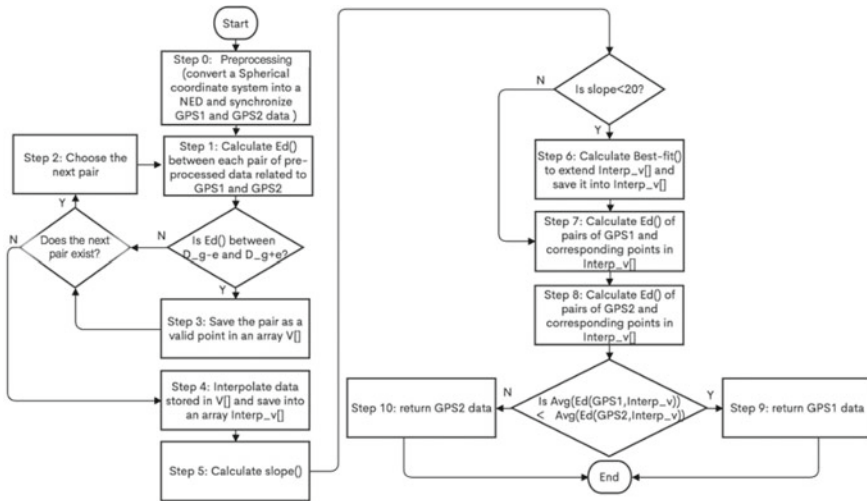 Start
Step 0: Preprocessing
(convert a Spherical
coordinate system into a
NED and synchronize
GPS1 and GPS2 data )
Step 1: Calculate Ed()
between each pair of pre-
processed data related to
GPS1 and GPS2
Step 2: Choose the
next pair
Y
N
Does the next
pair exist?
N
Is Ed() between
D_g-e and D_g+e?
Y
Step 3: Save the pair as a
valid point in an array V[]
Step 4: Interpolate data
stored in V[] and save into
an array Interp_v[]
Step 5: Calculate slope()
N
Is slope<20?
Y
Step 6: Calculate Best-fit()
to extend Interp_v[] and
save it into Interp_v[]
Step 7: Calculate Ed() of
pairs of GPS1 and
corresponding points in
Interp_v[]
Step 8: Calculate Ed() of
pairs of GPS2 and
corresponding points in
Interp_v[]
N
Is Avg(Ed(GPS1,Interp_v))
< Avg(Ed(GPS2,Interp_v))
Y
Step 10: return GPS2 data
Step 9: return GPS1 data
End